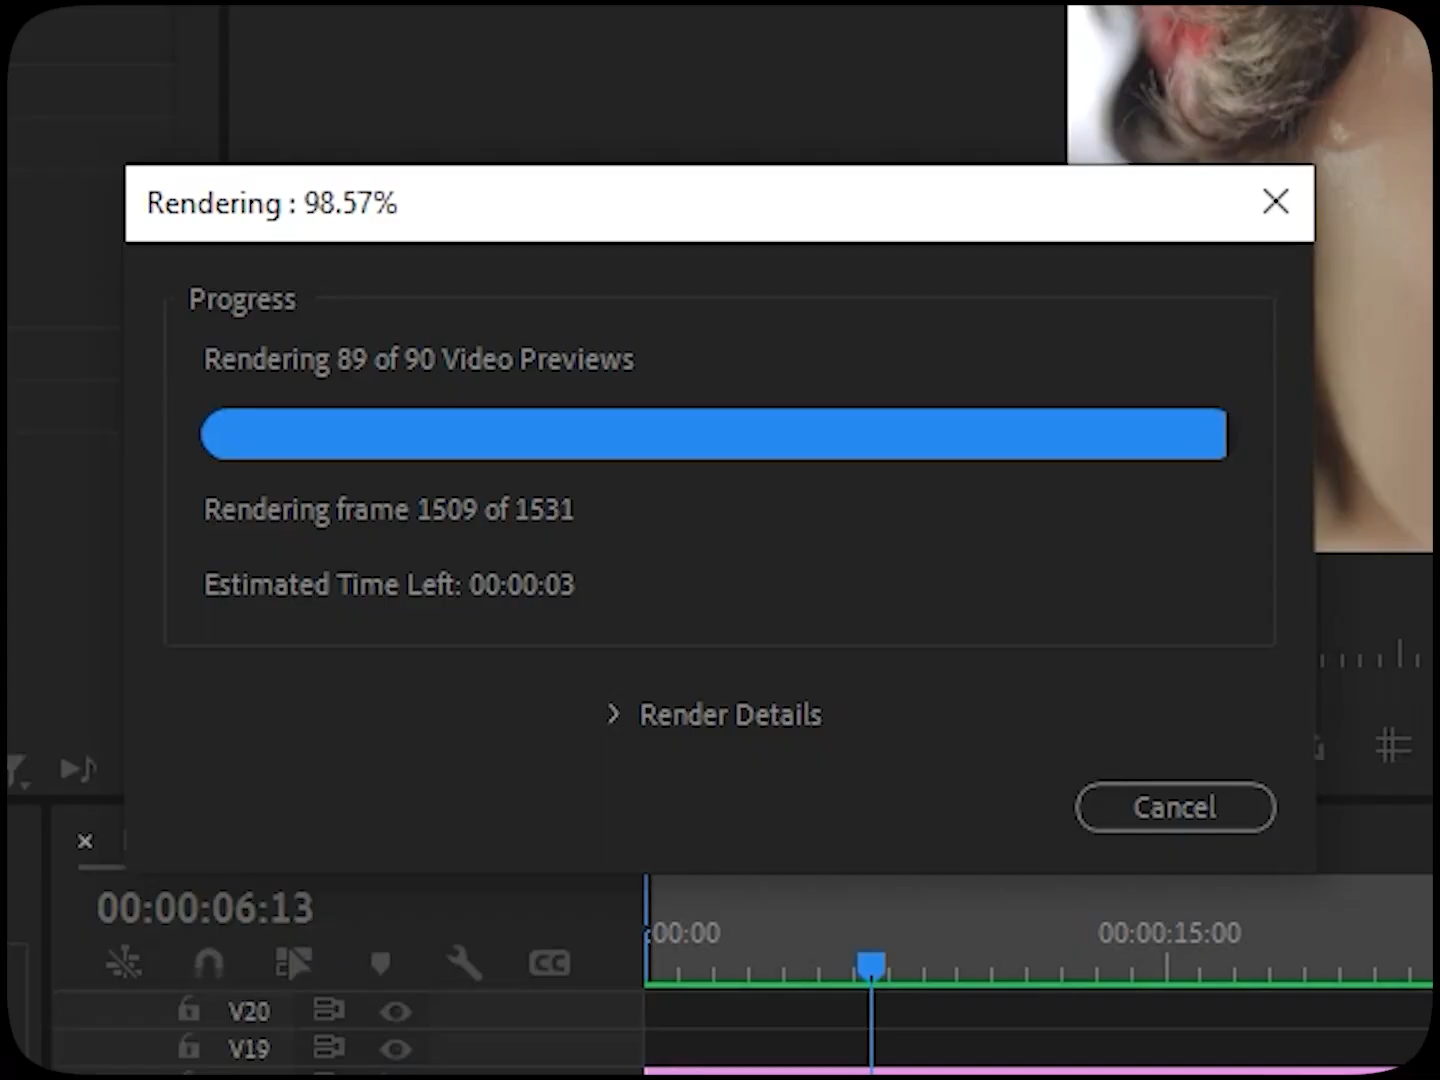 Rendering : 98.57%
Progress
Rendering 89 of 90 Video Previews
Rendering frame 1509 of 1531
Estimated Time Left: 00:00:03
Render Details
Cancel
00:00:06:13
:00:00
00:00:15:00
CC
V20
V19